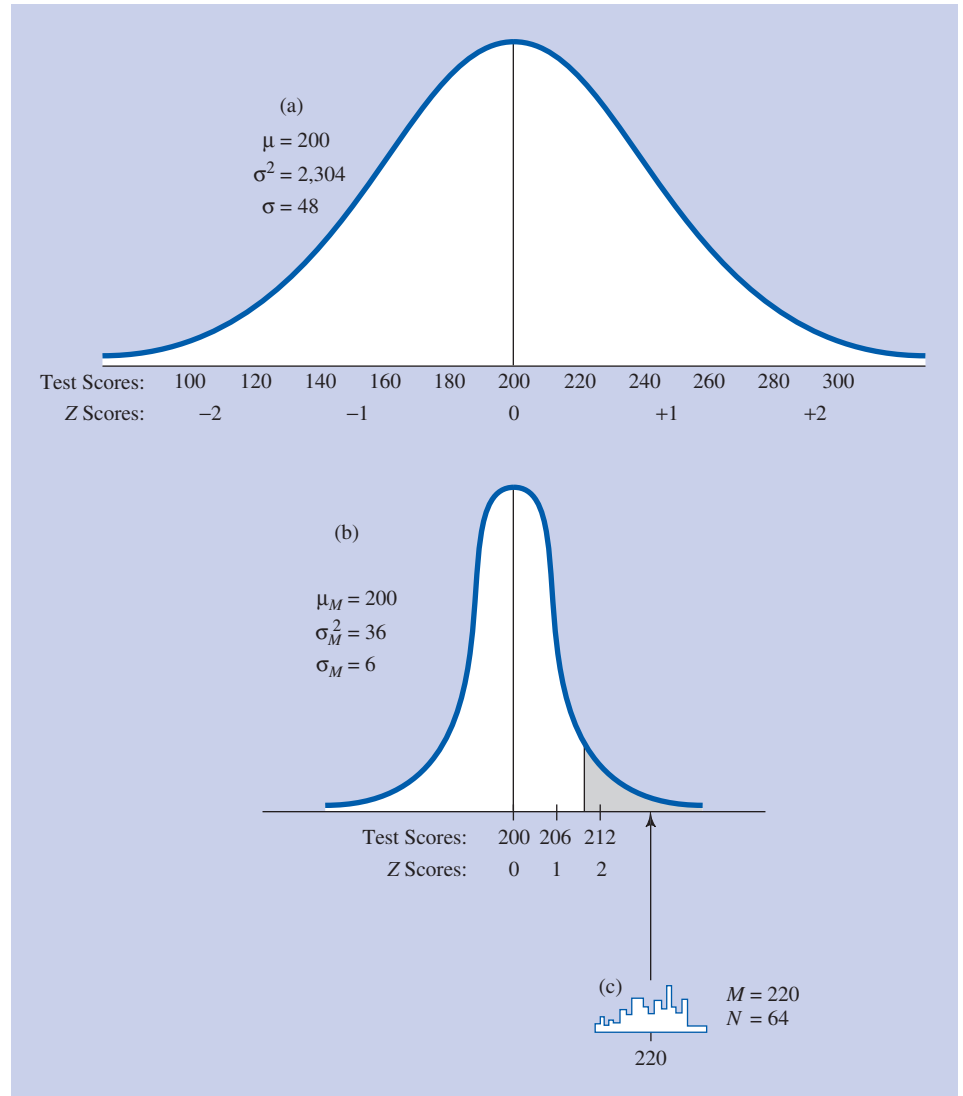 (a)
μ = 200
σ² = 2,304
σ = 48
Test Scores: 100 120 140 160 180 200 220 240 260 280 300
Z Scores: −2 −1 0 +1 +2
(b)
μM = 200
σM² = 36
σM = 6
Test Scores: 200 206 212
Z Scores: 0 1 2
(c)
M = 220
N = 64
220